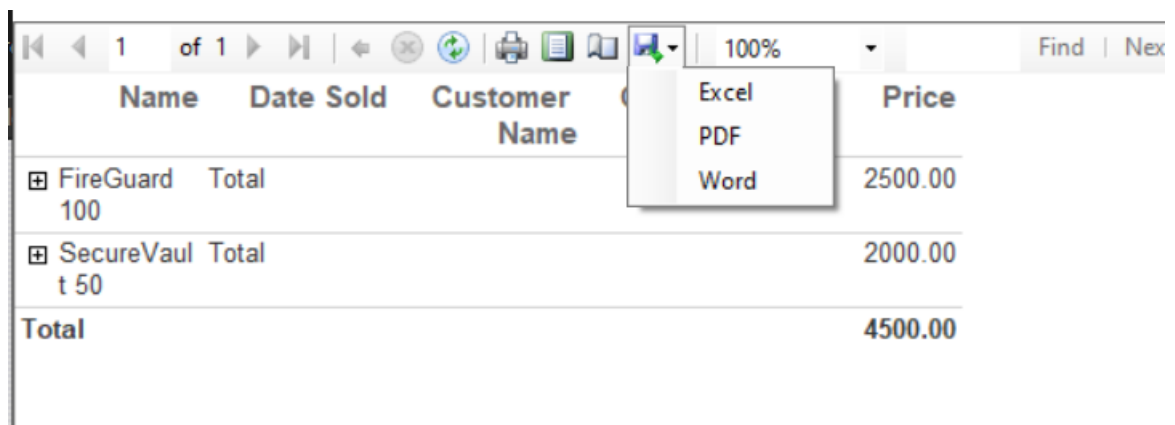 1 of 1 100% Find | Nex
Name Date Sold Customer Name Price
Excel
PDF
Word
FireGuard 100 Total 2500.00
SecureVaul t 50 Total 2000.00
Total 4500.00